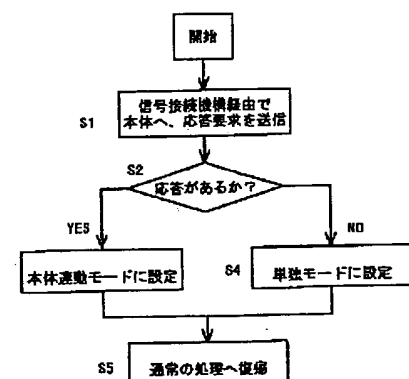 開始
S1
信号接続機構経由で
本体へ、応答要求を送信
S2
応答があるか？
YES
NO
本体連動モードに設定
S4
単独モードに設定
S5
通常の処理へ復帰